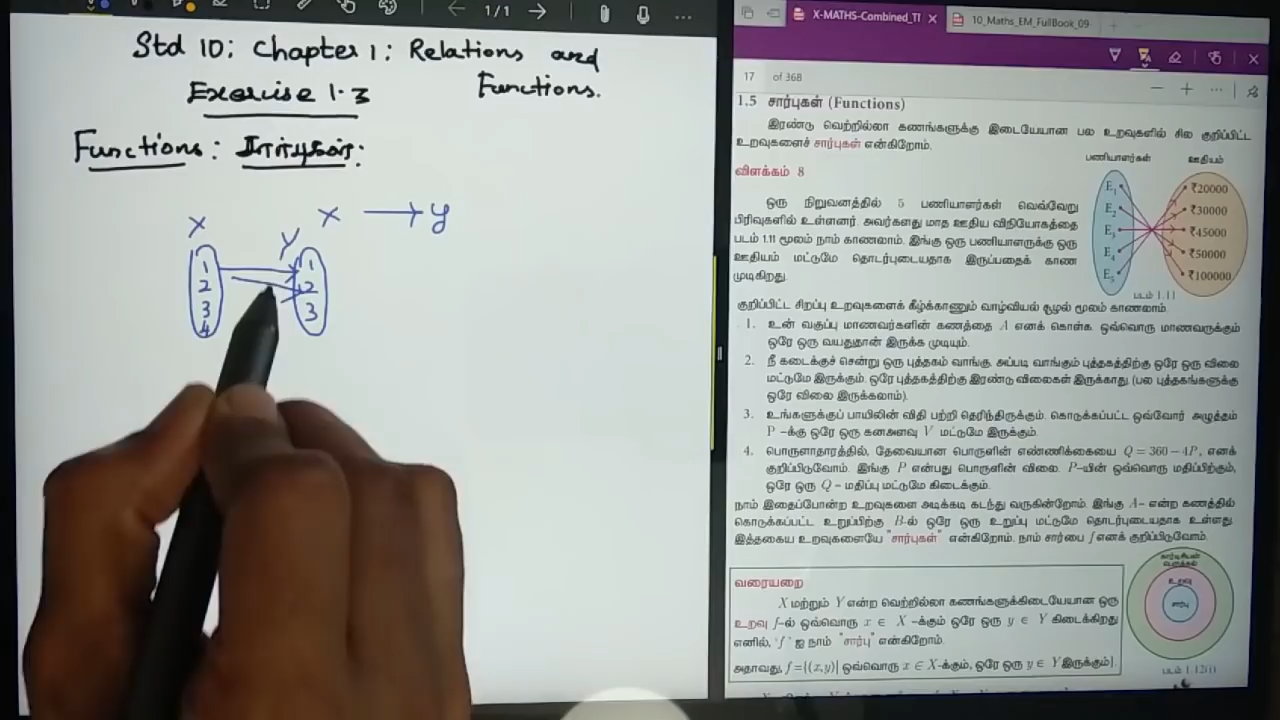 1/1
Std 10: Chapter 1: Relations and
Functions.
Exercise 1.3
Functions: சார்புகள்:
X
Y
X → Y
1
2
3
4
1
2
3
X-MATHS-Combined_TI
10_Maths_EM_FullBook_09
17 of 368
1.5 சார்புகள் (Functions)
இரண்டு வெற்றில்லா கணங்களுக்கு இடையேயான பல உறவுகளில் சில குறிப்பிட்ட
உறவுகளைச் சார்புகள் என்கிறோம்.
விளக்கம் 8
ஒரு நிறுவனத்தில் 5 பணியாளர்கள் வெவ்வேறு
பிரிவுகளில் உள்ளனர். அவர்களது மாத ஊதிய விநியோகத்தை
படம் 1.11 மூலம் நாம் காணலாம். இங்கு ஒரு பணியாளருக்கு ஒரு
ஊதியம் மட்டுமே தொடர்புடையதாக இருப்பதைக் காண
முடிகிறது.
பணியாளர்கள்
ஊதியம்
E1
E2
E3
E4
E5
₹20000
₹30000
₹45000
₹50000
₹100000
படம் 1.11
குறிப்பிட்ட சிறப்பு உறவுகளைக் கீழ்க்காணும் வாழ்வியல் சூழல் மூலம் காணலாம்.
1. உன் வகுப்பு மாணவர்களின் கணத்தை A எனக் கொள்க. ஒவ்வொரு மாணவருக்கும்
ஒரே ஒரு வயதுதான் இருக்க முடியும்.
2. நீ கடைக்குச் சென்று ஒரு புத்தகம் வாங்கு. அப்படி வாங்கும் புத்தகத்திற்கு ஒரே ஒரு விலை
மட்டுமே இருக்கும். ஒரே புத்தகத்திற்கு இரண்டு விலைகள் இருக்காது. (பல புத்தகங்களுக்கு
ஒரே விலை இருக்கலாம்).
3. உங்களுக்குப் பாயிலின் விதி பற்றி தெரிந்திருக்கும். கொடுக்கப்பட்ட ஒவ்வோர் அழுத்தம்
P -க்கு ஒரே ஒரு கனஅளவு V மட்டுமே இருக்கும்.
4. பொருளாதாரத்தில், தேவையான பொருளின் எண்ணிக்கையை Q = 360 – 4P, எனக்
குறிப்பிடுவோம். இங்கு P என்பது பொருளின் விலை. P-யின் ஒவ்வொரு மதிப்பிற்கும்,
ஒரே ஒரு Q – மதிப்பு மட்டுமே கிடைக்கும்.
நாம் இதைப்போன்ற உறவுகளை அடிக்கடி கடந்து வருகின்றோம். இங்கு A- என்ற கணத்தில்
கொடுக்கப்பட்ட உறுப்பிற்கு B-ல் ஒரே ஒரு உறுப்பு மட்டுமே தொடர்புடையதாக உள்ளது.
இத்தகைய உறவுகளையே "சார்புகள்" என்கிறோம். நாம் சார்பை f எனக் குறிப்பிடுவோம்.
வரையறை
X மற்றும் Y என்ற வெற்றில்லா கணங்களுக்கிடையேயான ஒரு
உறவு f-ல் ஒவ்வொரு x ∈ X -க்கும் ஒரே ஒரு y ∈ Y கிடைக்கிறது
எனில், 'f' ஐ நாம் "சார்பு" என்கிறோம்.
அதாவது, f ={(x,y)| ஒவ்வொரு x ∈ X-க்கும், ஒரே ஒரு y ∈ Y இருக்கும்}.
கார்டீசியன்
பெருக்கல்
உறவு
சார்பு
படம் 1.12(i)